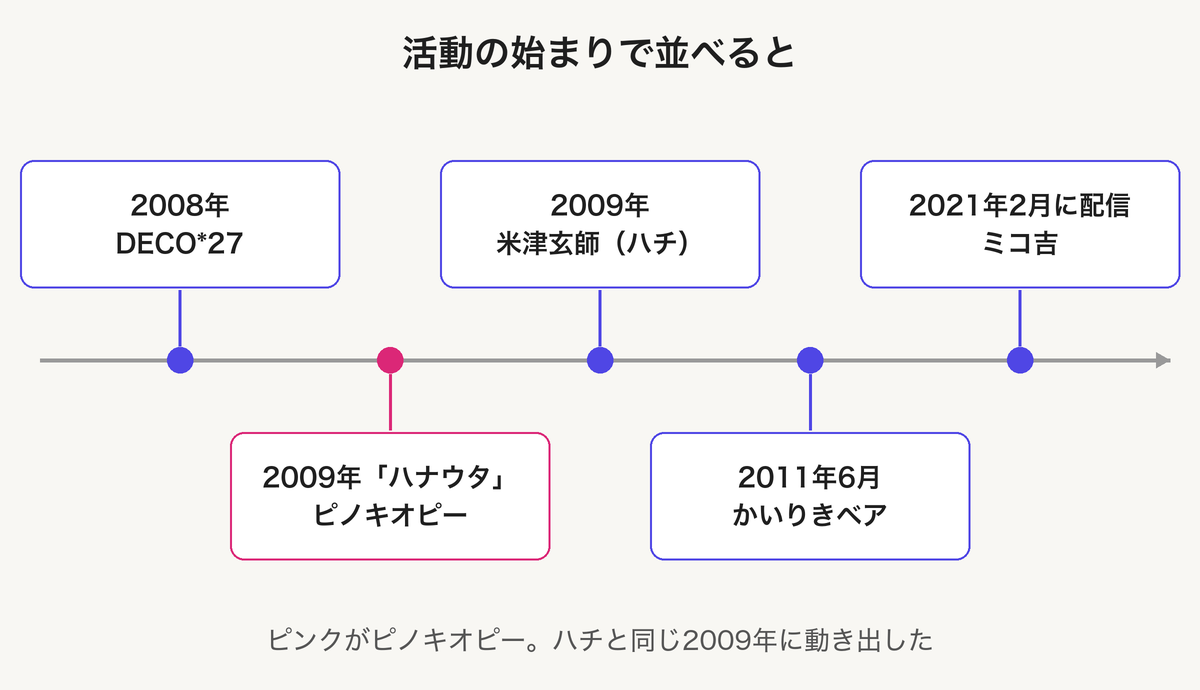 活動の始まりで並べると
2008年
DECO*27
2009年「ハナウタ」
ピノキオピー
2009年
米津玄師（ハチ）
2011年6月
かいりきベア
2021年2月に配信
ミコ吉
ピンクがピノキオピー。ハチと同じ2009年に動き出した